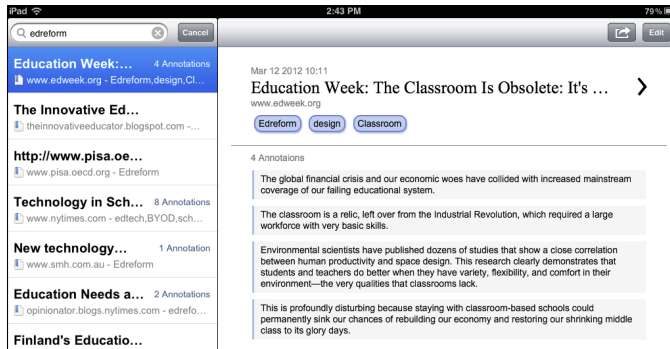 iPad 2:43 PM 79%
edreform Cancel Edit
Education Week:... 4 Annotations
www.edweek.org - Edreform,design,Cl...
The Innovative Ed...
theinnovativeeducator.blogspot.com -...
http://www.pisa.oe...
www.pisa.oecd.org - Edreform
Technology in Sch... 8 Annotations
www.nytimes.com - edtech,BYOD,sch...
New technology... 1 Annotation
www.smh.com.au - Edreform
Education Needs a... 2 Annotations
opinionator.blogs.nytimes.com - edrefo...
Finland's Educatio...
Mar 12 2012 10:11
Education Week: The Classroom Is Obsolete: It's ...
www.edweek.org
Edreform design Classroom
4 Annotaions
The global financial crisis and our economic woes have collided with increased mainstream
coverage of our failing educational system.
The classroom is a relic, left over from the Industrial Revolution, which required a large
workforce with very basic skills.
Environmental scientists have published dozens of studies that show a close correlation
between human productivity and space design. This research clearly demonstrates that
students and teachers do better when they have variety, flexibility, and comfort in their
environment—the very qualities that classrooms lack.
This is profoundly disturbing because staying with classroom-based schools could
permanently sink our chances of rebuilding our economy and restoring our shrinking middle
class to its glory days.